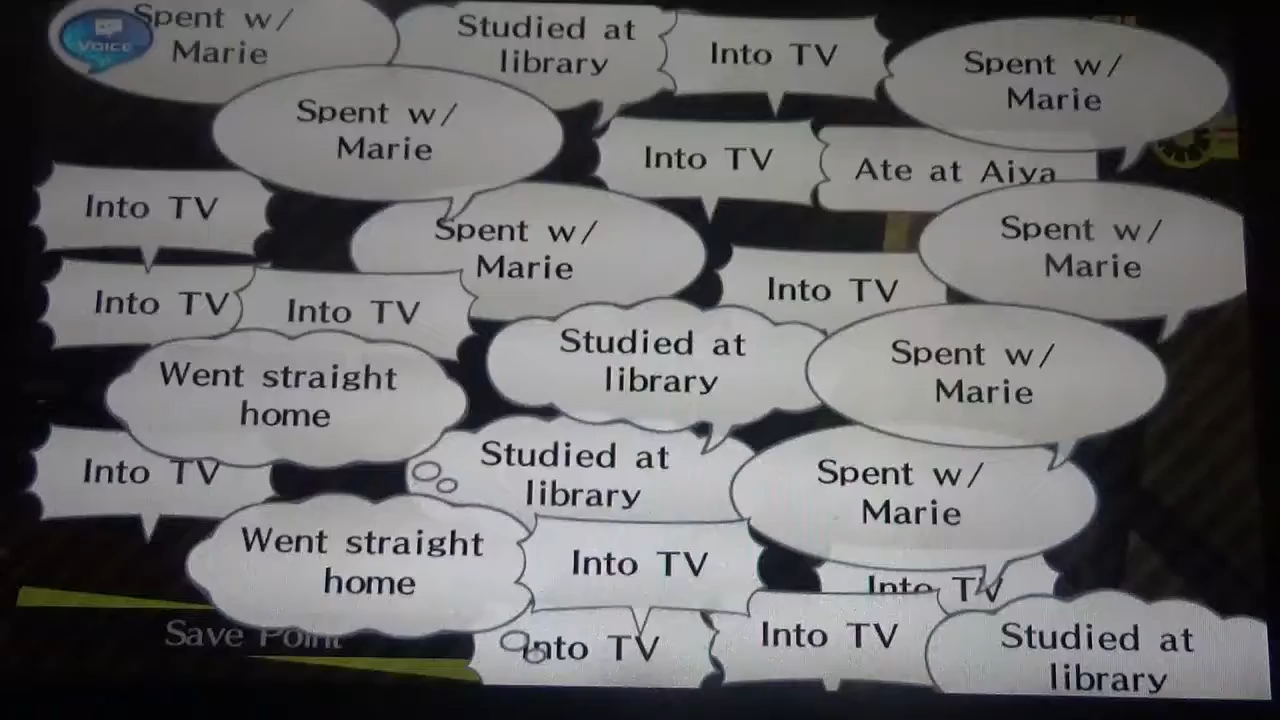 Spent w/
Marie
VOICE
Studied at
library
Into TV
Spent w/
Marie
Spent w/
Marie
Into TV
Ate at Aiya
Into TV
Spent w/
Marie
Spent w/
Marie
Into TV
Into TV
Into TV
Studied at
library
Spent w/
Marie
Went straight
home
Studied at
library
Spent w/
Marie
Into TV
Went straight
home
Into TV
Into TV
Save Point
Into TV
Into TV
Studied at
library